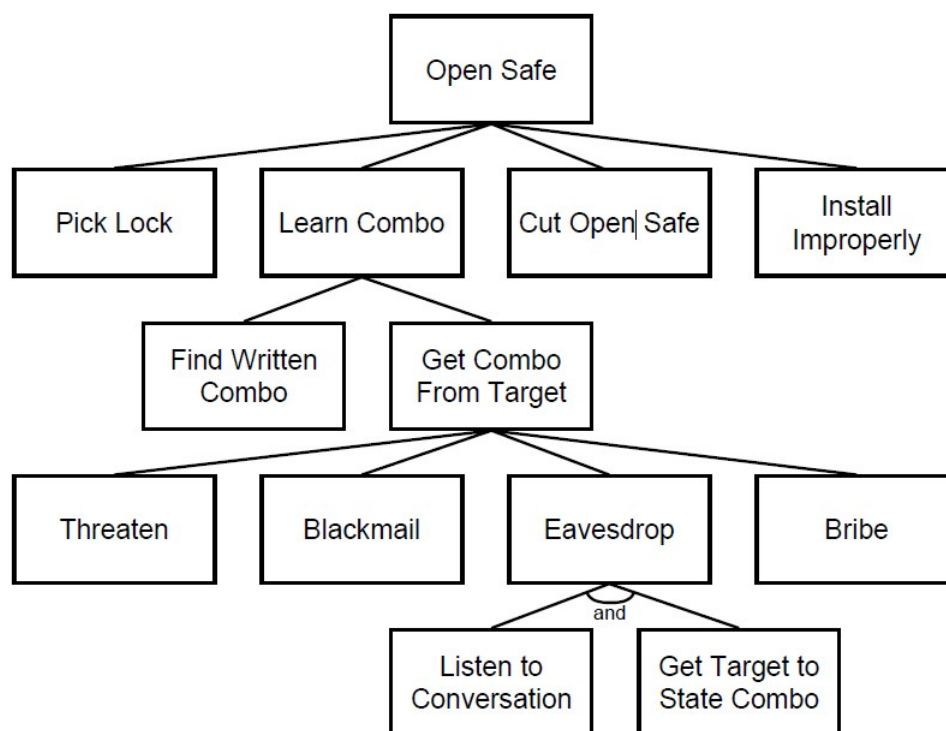 Open Safe
Pick Lock
Learn Combo
Cut Open Safe
Install
Improperly
Find Written
Combo
Get Combo
From Target
Threaten
Blackmail
Eavesdrop
Bribe
and
Listen to
Conversation
Get Target to
State Combo